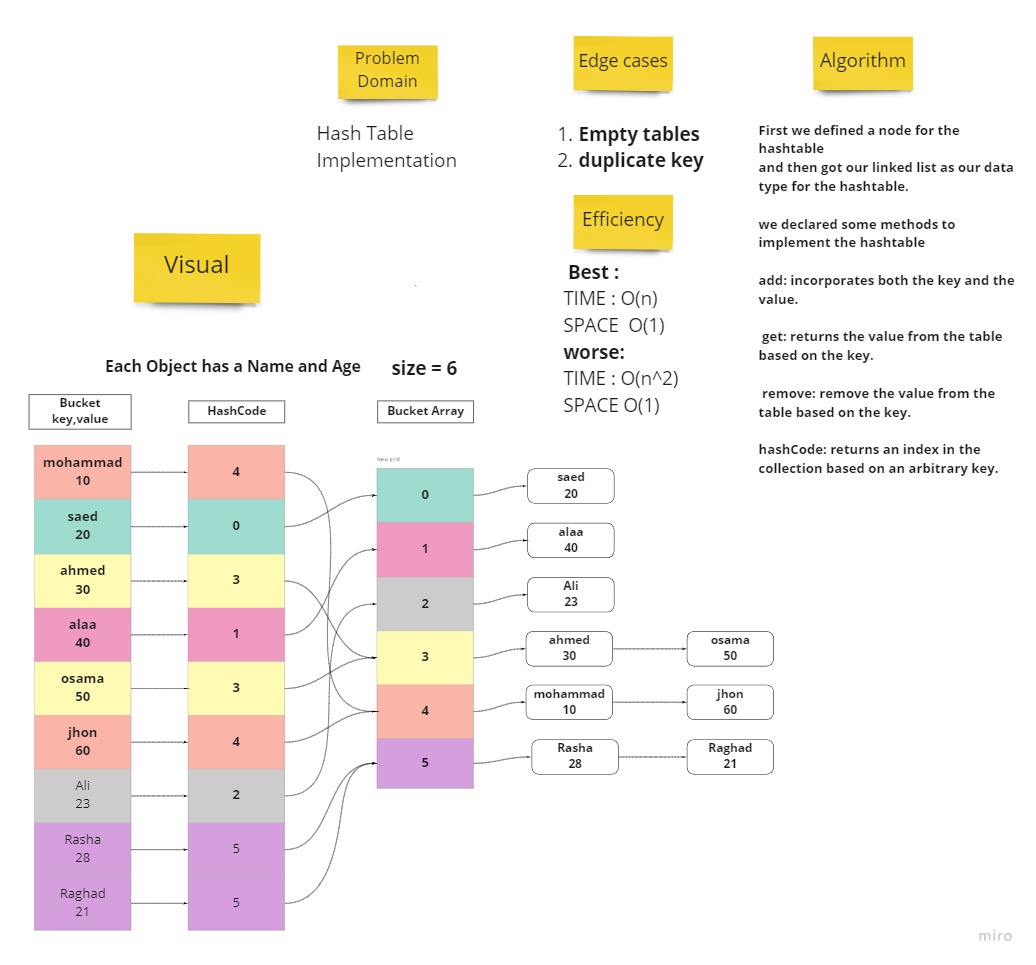 Problem
Domain
Hash Table
Implementation
Edge cases
1. Empty tables
2. duplicate key
Efficiency
Best :
TIME : O(n)
SPACE  O(1)
worse:
TIME : O(n^2)
SPACE O(1)
Algorithm
First we defined a node for the
hashtable
and then got our linked list as our data
type for the hashtable.
we declared some methods to
implement the hashtable
add: incorporates both the key and the
value.
get: returns the value from the table
based on the key.
remove: remove the value from the
table based on the key.
hashCode: returns an index in the
collection based on an arbitrary key.
Visual
Each Object has a Name and Age
size = 6
Bucket
key,value
HashCode
Bucket Array
New grid
mohammad
10
saed
20
ahmed
30
alaa
40
osama
50
jhon
60
Ali
23
Rasha
28
Raghad
21
4
0
3
1
3
4
2
5
5
0
1
2
3
4
5
saed
20
alaa
40
Ali
23
ahmed
30
osama
50
mohammad
10
jhon
60
Rasha
28
Raghad
21
miro